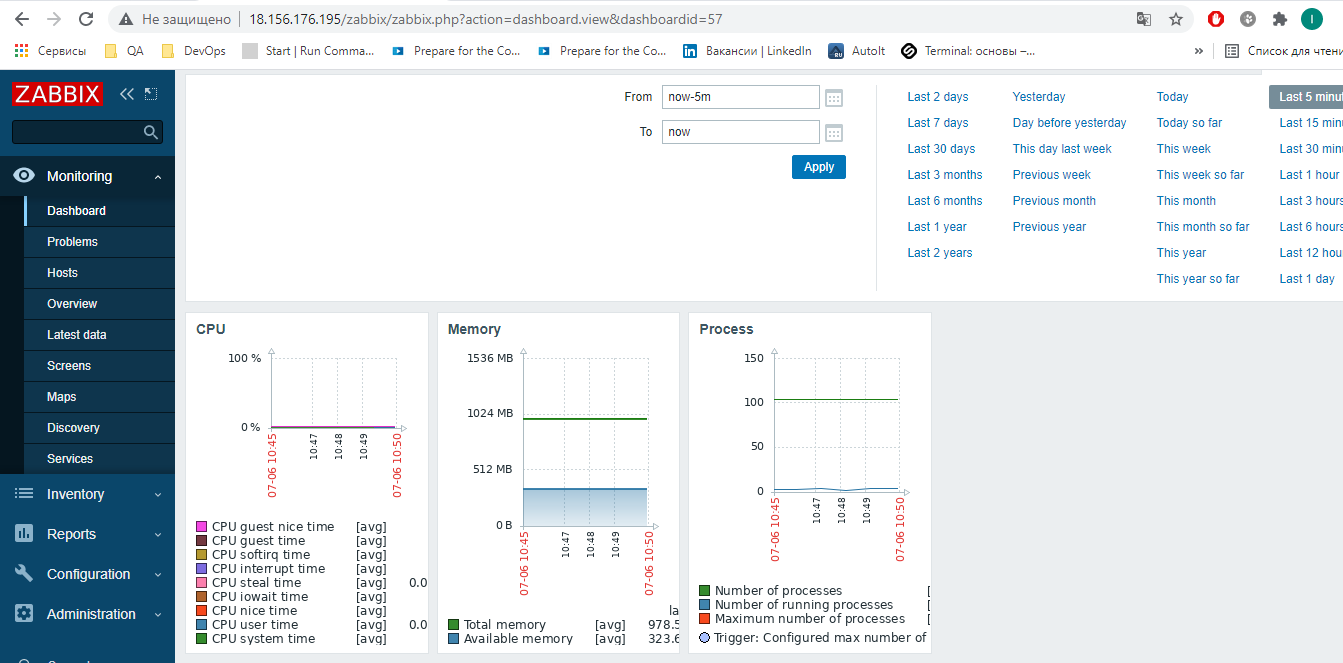 Не защищено 18.156.176.195/zabbix/zabbix.php?action=dashboard.view&dashboardid=57
Сервисы QA DevOps Start | Run Comma... Prepare for the Co... Prepare for the Co... Вакансии | LinkedIn AutoIt Terminal: основы –... » Список для чтени
ZABBIX
Monitoring
Dashboard
Problems
Hosts
Overview
Latest data
Screens
Maps
Discovery
Services
Inventory
Reports
Configuration
Administration
From now-5m
To now
Apply
Last 2 days Yesterday Today Last 5 minut
Last 7 days Day before yesterday Today so far Last 15 min
Last 30 days This day last week This week Last 30 min
Last 3 months Previous week This week so far Last 1 hour
Last 6 months Previous month This month Last 3 hours
Last 1 year Previous year This month so far Last 6 hours
Last 2 years This year Last 12 hou
This year so far Last 1 day
CPU
100 %
0 %
07-06 10:45
10:47
10:48
10:49
07-06 10:50
CPU guest nice time [avg]
CPU guest time [avg]
CPU softirq time [avg]
CPU interrupt time [avg]
CPU steal time [avg] 0.0
CPU iowait time [avg]
CPU nice time [avg]
CPU user time [avg] 0.0
CPU system time [avg]
Memory
1536 MB
1024 MB
512 MB
0 B
07-06 10:45
10:47
10:48
10:49
07-06 10:50
la
Total memory [avg] 978.5
Available memory [avg] 323.6
Process
150
100
50
0
07-06 10:45
10:47
10:48
10:49
07-06 10:50
Number of processes [
Number of running processes [
Maximum number of processes [
Trigger: Configured max number of